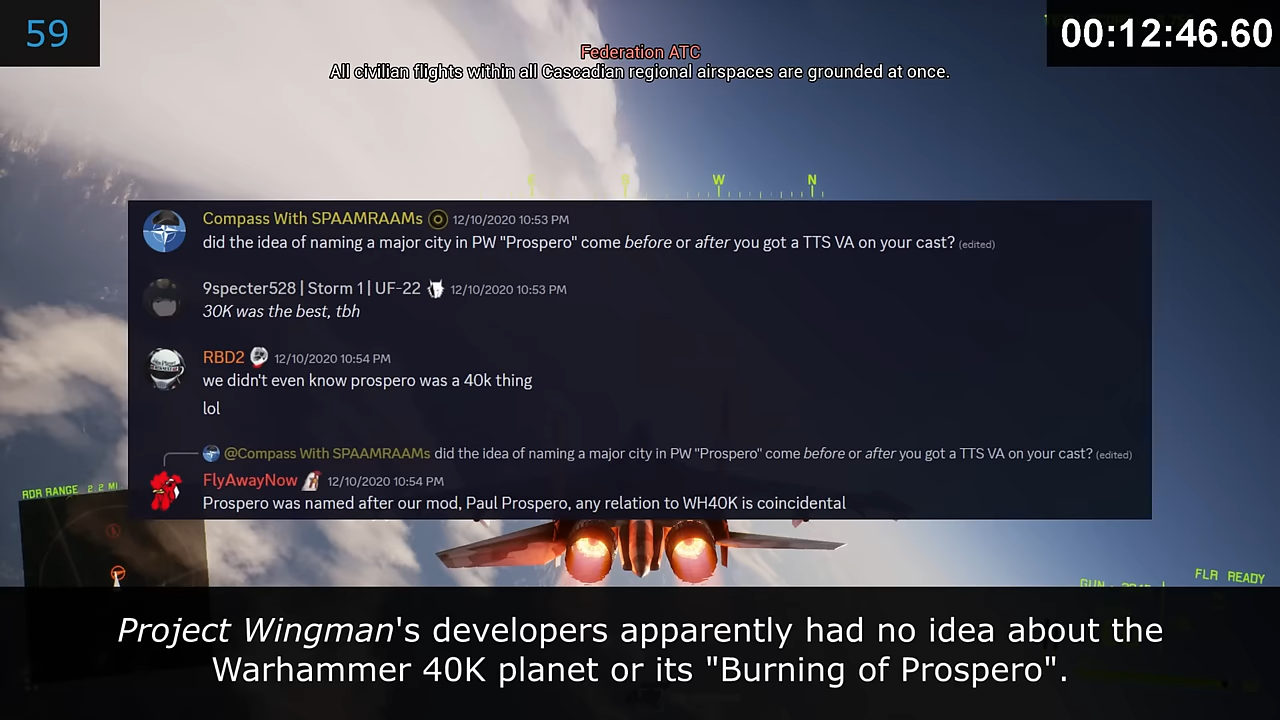 59
00:12:46.60
Federation ATC
All civilian flights within all Cascadian regional airspaces are grounded at once.
W
N
Compass With SPAAMRAAMs 12/10/2020 10:53 PM
did the idea of naming a major city in PW "Prospero" come before or after you got a TTS VA on your cast? (edited)
9specter528 | Storm 1 | UF-22 12/10/2020 10:53 PM
30K was the best, tbh
RBD2 12/10/2020 10:54 PM
we didn't even know prospero was a 40k thing
lol
@Compass With SPAAMRAAMs did the idea of naming a major city in PW "Prospero" come before or after you got a TTS VA on your cast? (edited)
FlyAwayNow 12/10/2020 10:54 PM
Prospero was named after our mod, Paul Prospero, any relation to WH40K is coincidental
RDR RANGE 2.2 MI
FLR READY
GUN
Project Wingman's developers apparently had no idea about the
Warhammer 40K planet or its "Burning of Prospero".